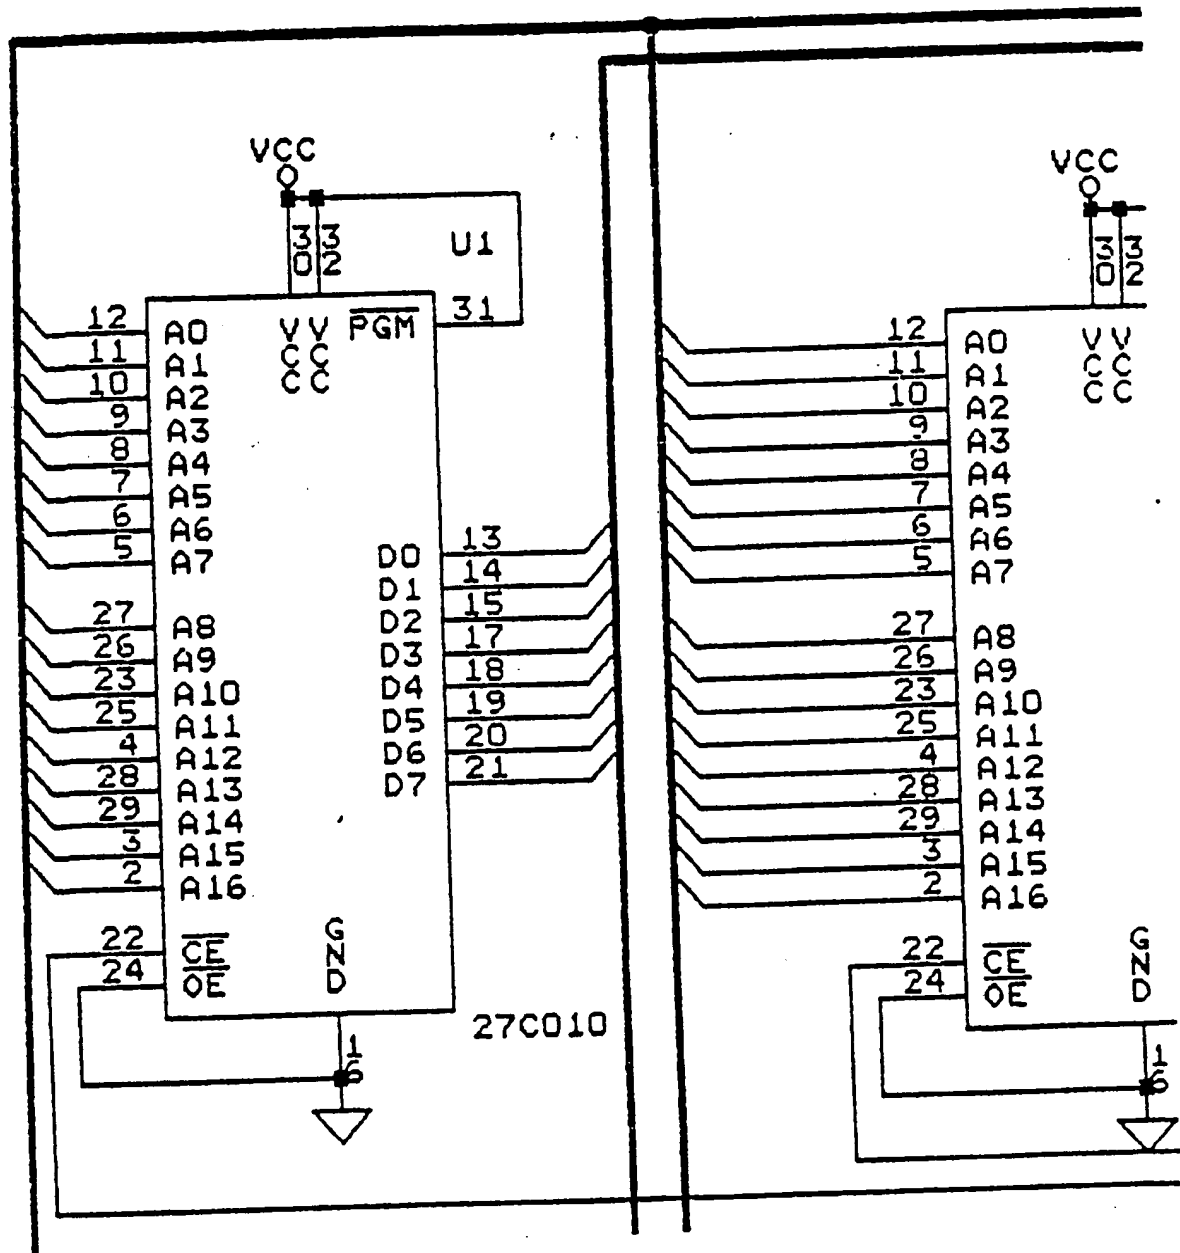 VCC
30
32
U1
31
VCC
VCC
PGM
12 A0
11 A1
10 A2
9 A3
8 A4
7 A5
6 A6
5 A7
27 A8
26 A9
23 A10
25 A11
4 A12
28 A13
29 A14
3 A15
2 A16
22 CE
24 OE
D0 13
D1 14
D2 15
D3 17
D4 18
D5 19
D6 20
D7 21
GND
16
27C010
VCC
30
32
VCC
VCC
12 A0
11 A1
10 A2
9 A3
8 A4
7 A5
6 A6
5 A7
27 A8
26 A9
23 A10
25 A11
4 A12
28 A13
29 A14
3 A15
2 A16
22 CE
24 OE
GND
16